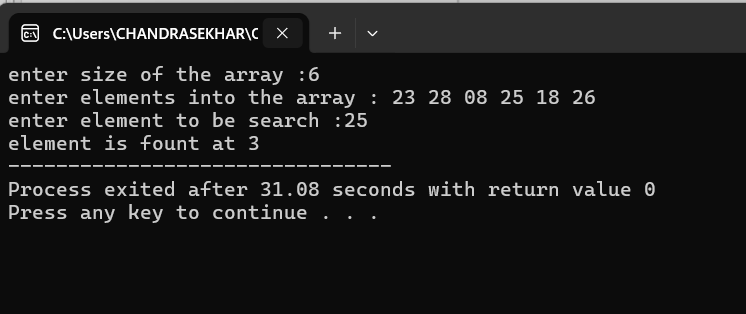 C:\Users\CHANDRASEKHAR\
enter size of the array :6
enter elements into the array : 23 28 08 25 18 26
enter element to be search :25
element is fount at 3
--------------------------------
Process exited after 31.08 seconds with return value 0
Press any key to continue . . .